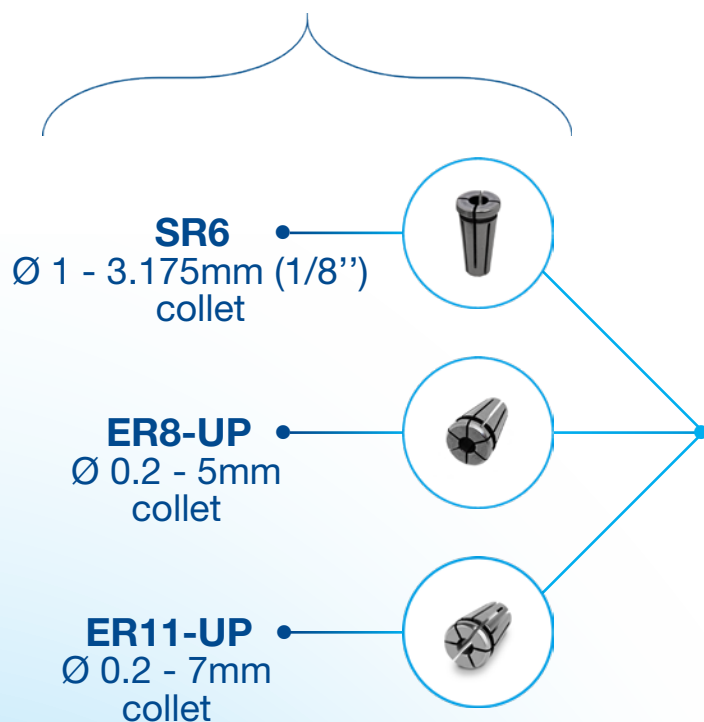 SR6
Ø 1 - 3.175mm (1/8’’)
collet
ER8-UP
Ø 0.2 - 5mm
collet
ER11-UP
Ø 0.2 - 7mm
collet